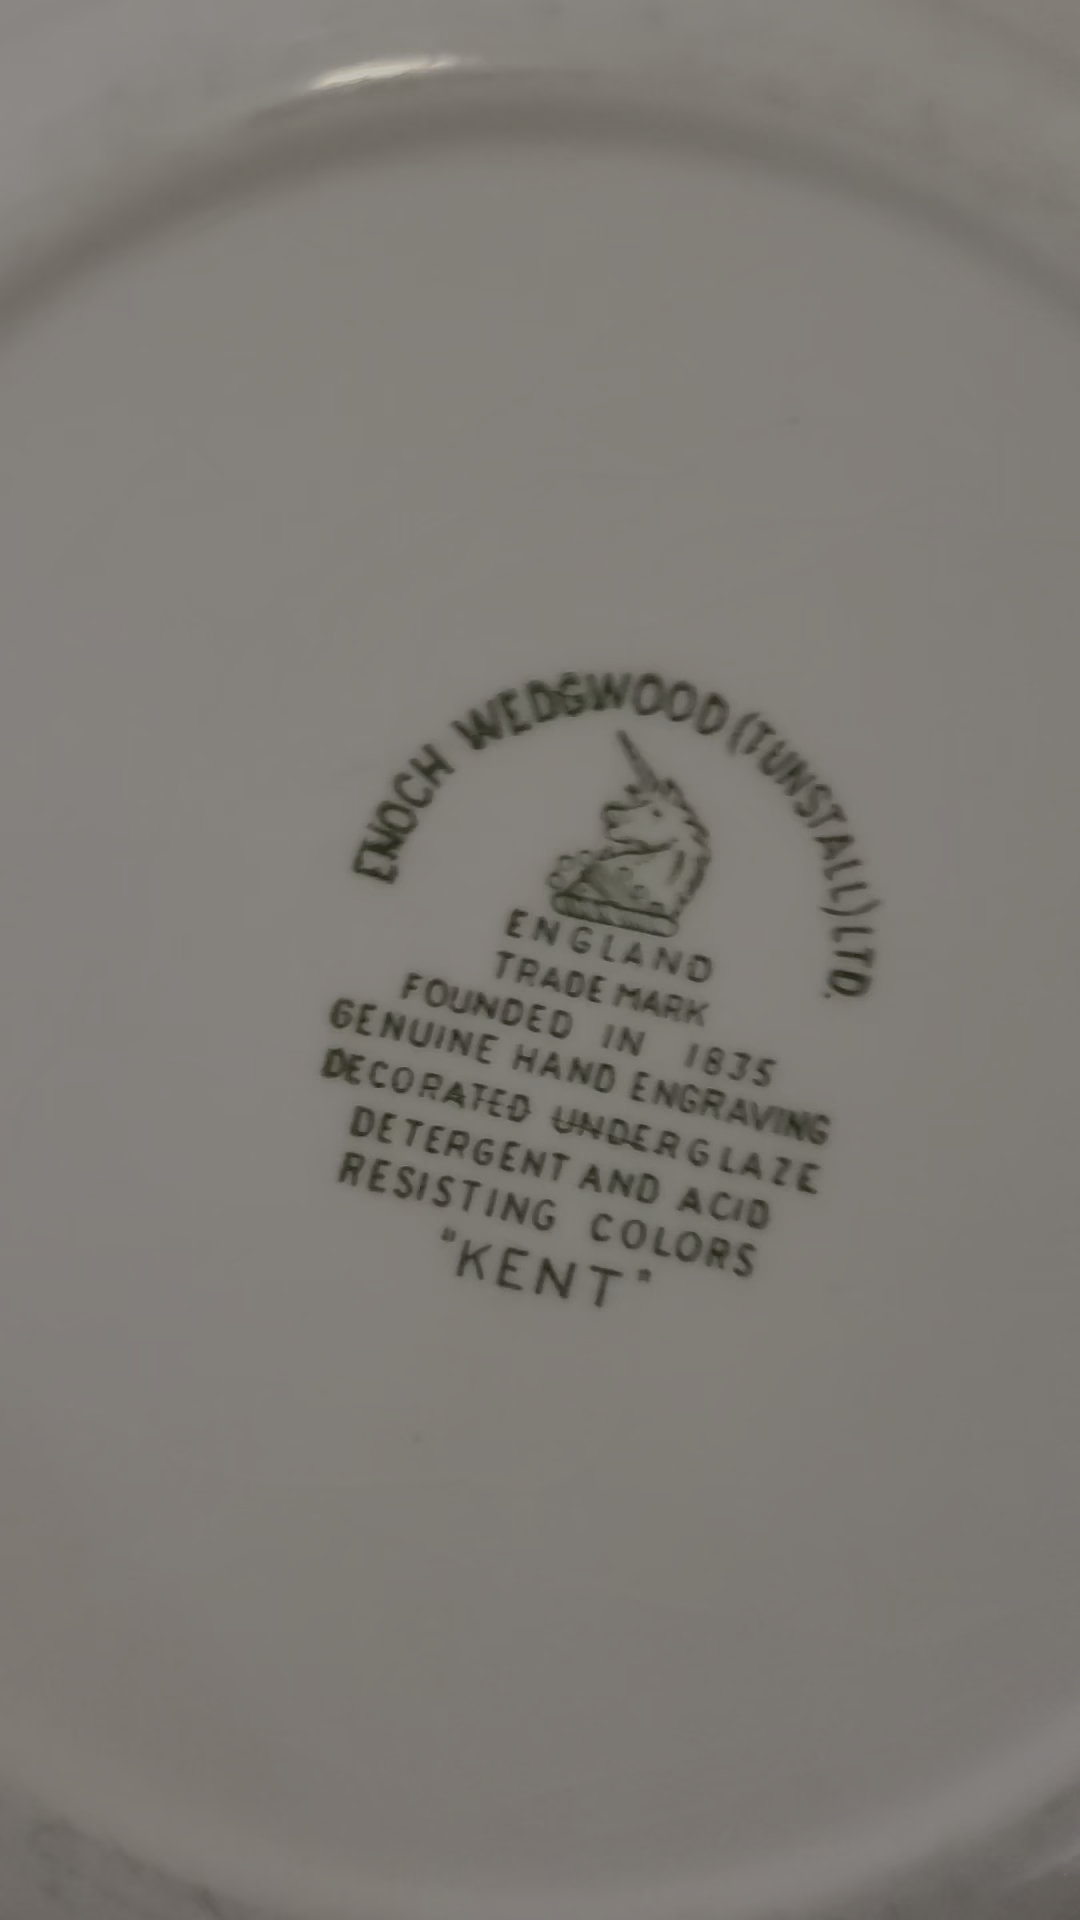 ENOCH WEDGWOOD (TUNSTALL) LTD.
ENGLAND
TRADE MARK
FOUNDED IN 1835
GENUINE HAND ENGRAVING
DECORATED UNDERGLAZE
DETERGENT AND ACID
RESISTING COLORS
"KENT"